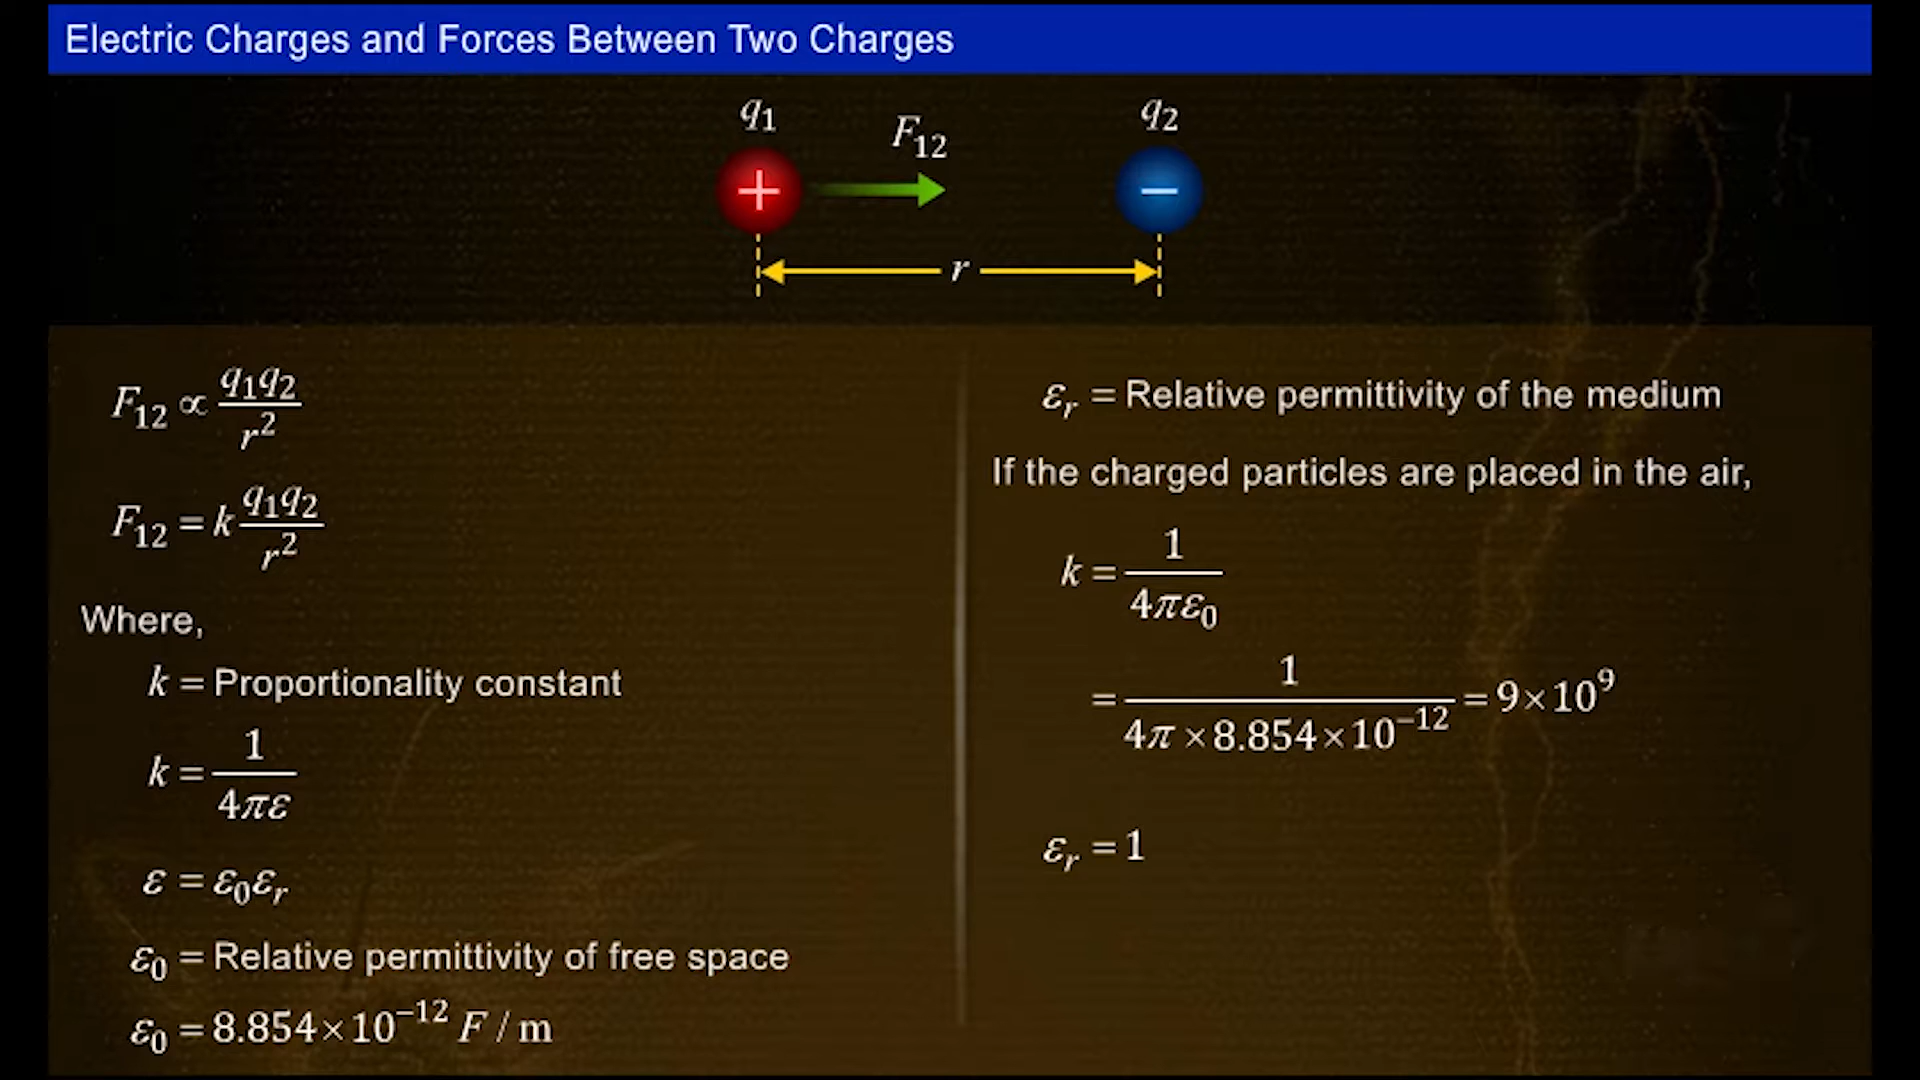 Electric Charges and Forces Between Two Charges
q₁
F₁₂
q₂
r
F₁₂ ∝ q₁q₂ / r²
F₁₂ = k q₁q₂ / r²
Where,
k = Proportionality constant
k = 1 / 4πε
ε = ε₀εᵣ
ε₀ = Relative permittivity of free space
ε₀ = 8.854×10⁻¹² F / m
εᵣ = Relative permittivity of the medium
If the charged particles are placed in the air,
k = 1 / 4πε₀
= 1 / 4π × 8.854×10⁻¹² = 9×10⁹
εᵣ = 1